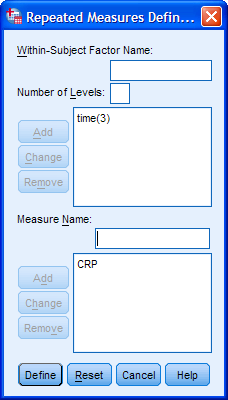 Repeated Measures Defin...
Within-Subject Factor Name:
Number of Levels:
Add
Change
Remove
time(3)
Measure Name:
Add
Change
Remove
CRP
Define
Reset
Cancel
Help